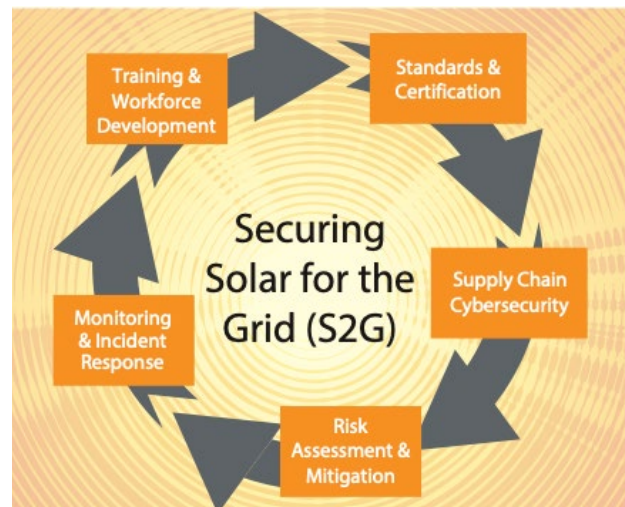 Training &
Workforce
Development
Standards &
Certification
Securing
Solar for the
Grid (S2G)
Supply Chain
Cybersecurity
Monitoring
& Incident
Response
Risk
Assessment &
Mitigation